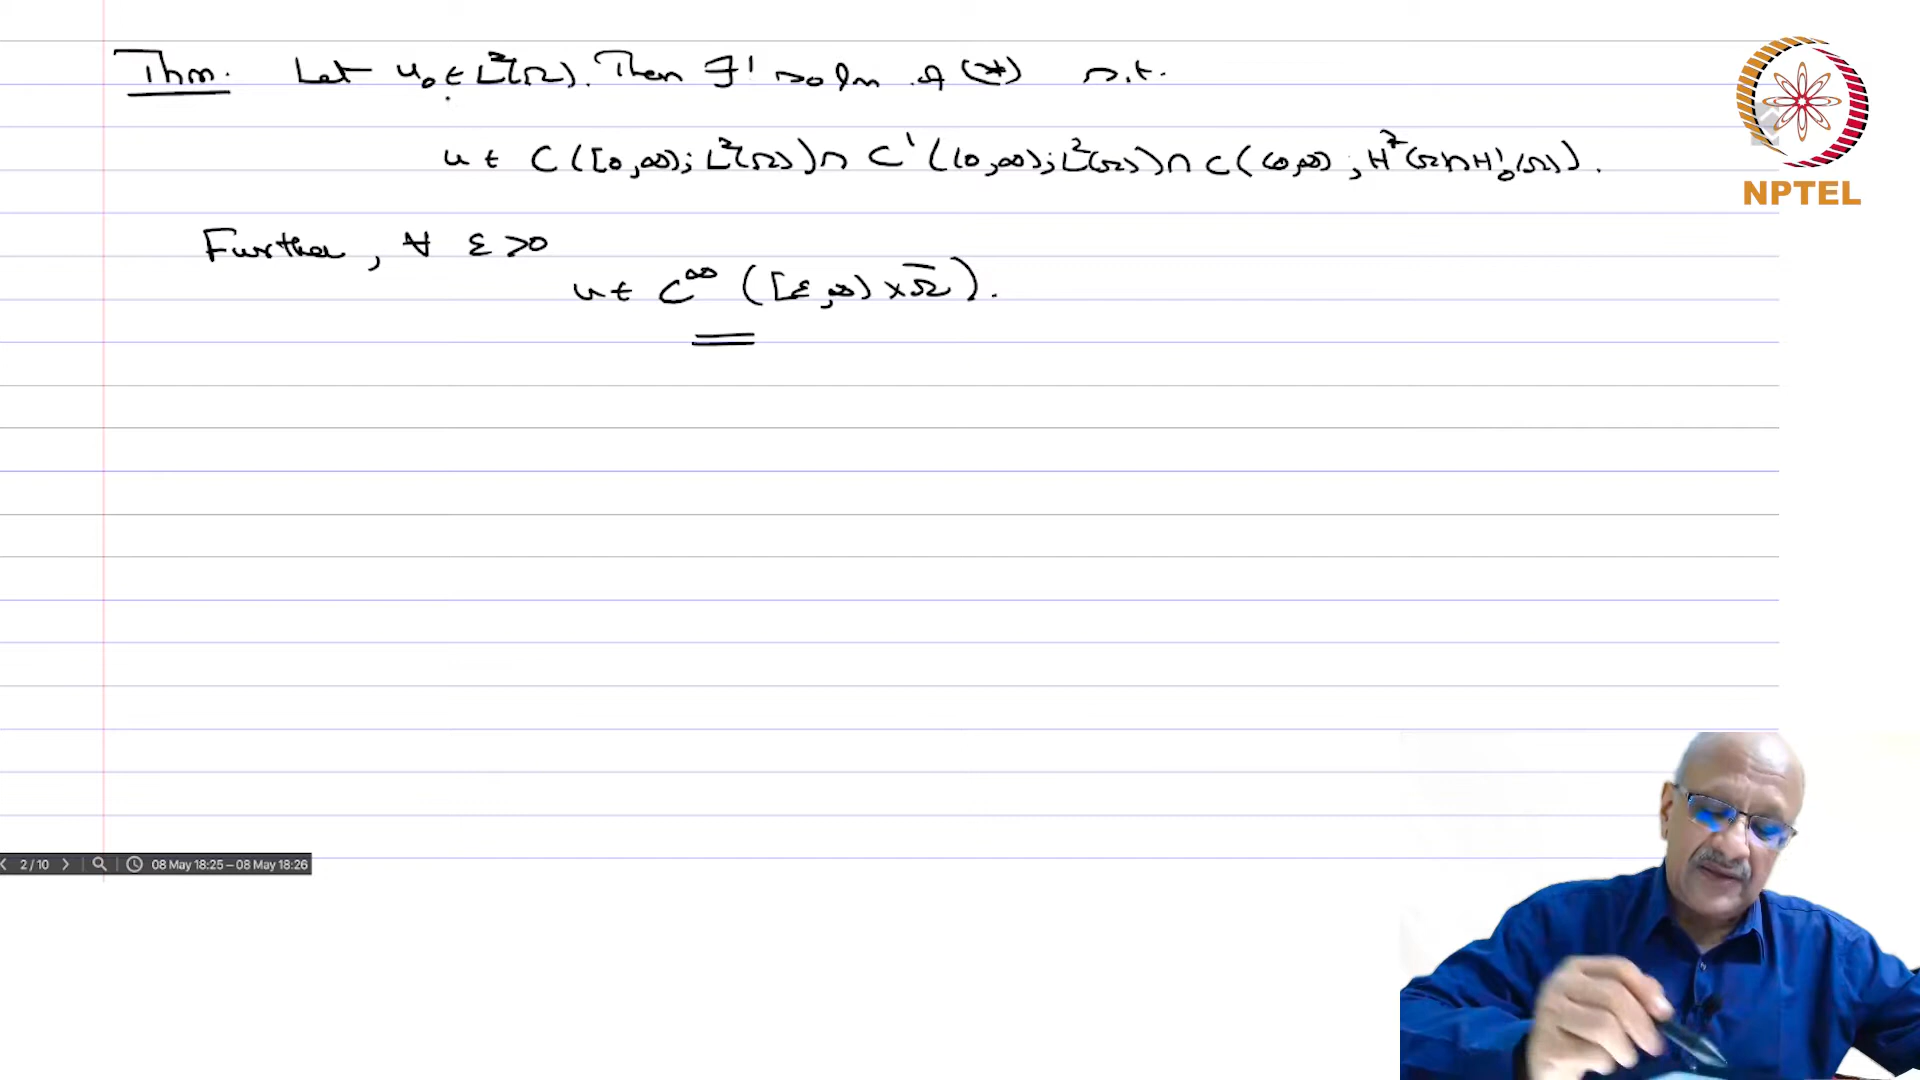 Thm. Let u₀ ∈ L²(Ω). Then ∃! soln of (*) s.t.
u ∈ C([0,∞); L²(Ω)) ∩ C¹((0,∞); L²(Ω)) ∩ C((0,∞); H²(Ω)∩H¹₀(Ω)).
Further, ∀ ε>0
u ∈ C^∞([ε,∞)×Ω̅).
NPTEL
2/10 08 May 18:25 – 08 May 18:26